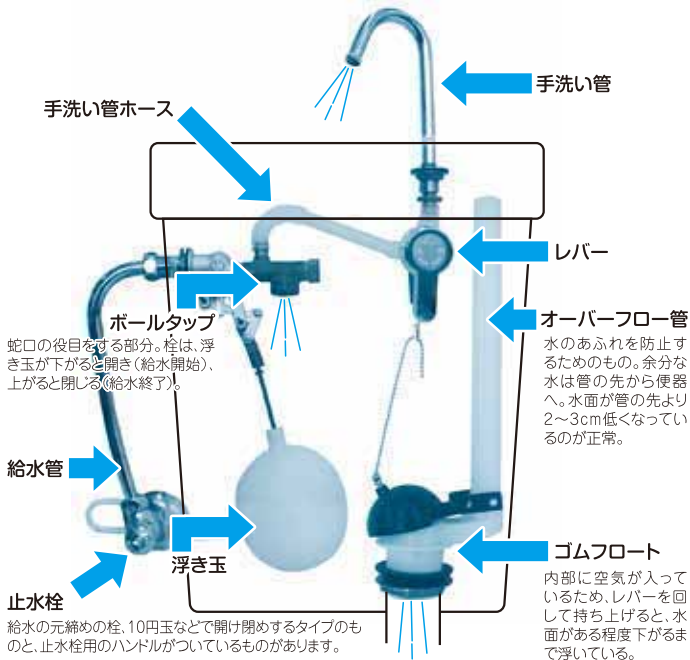 手洗い管
手洗い管ホース
レバー
ボールタップ
蛇口の役目をする部分。栓は、浮
き玉が下がると開き（給水開始）、
上がると閉じる（給水終了）。
オーバーフロー管
水のあふれを防止す
るためのもの。余分な
水は管の先から便器
へ。水面が管の先より
2〜3cm低くなってい
るのが正常。
給水管
浮き玉
止水栓
給水の元締めの栓、10円玉などで開け閉めするタイプのも
のと、止水栓用のハンドルがついているものがあります。
ゴムフロート
内部に空気が入って
いるため、レバーを回
して持ち上げると、水
面がある程度下がるま
で浮いている。